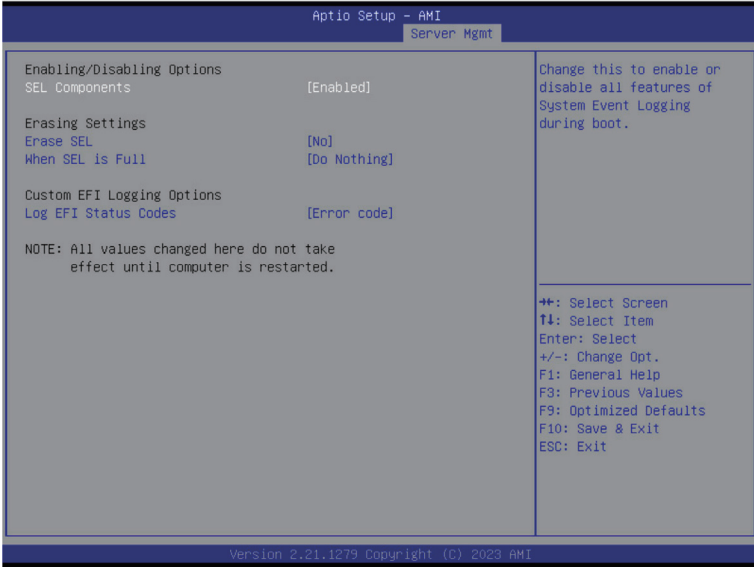 Aptio Setup – AMI
Server Mgmt
Enabling/Disabling Options
SEL Components [Enabled]
Erasing Settings
Erase SEL [No]
When SEL is Full [Do Nothing]
Custom EFI Logging Options
Log EFI Status Codes [Error code]
NOTE: All values changed here do not take
effect until computer is restarted.
Change this to enable or
disable all features of
System Event Logging
during boot.
→←: Select Screen
↑↓: Select Item
Enter: Select
+/-: Change Opt.
F1: General Help
F3: Previous Values
F9: Optimized Defaults
F10: Save & Exit
ESC: Exit
Version 2.21.1279 Copyright (C) 2023 AMI